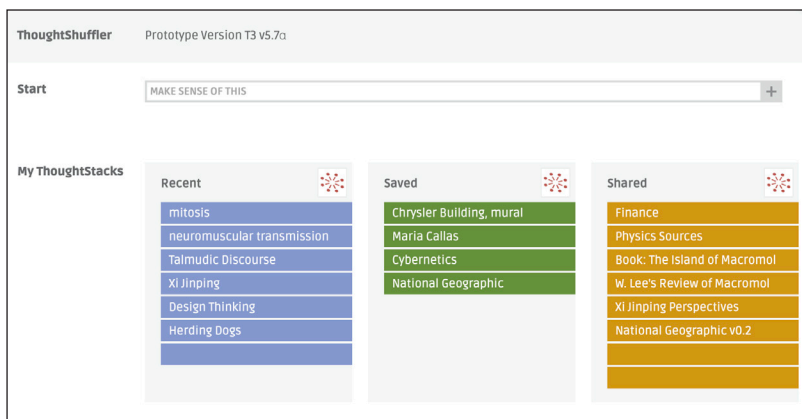 ThoughtShuffler
Prototype Version T3 v5.7α
Start
MAKE SENSE OF THIS
+
My ThoughtStacks
Recent
mitosis
neuromuscular transmission
Talmudic Discourse
Xi Jinping
Design Thinking
Herding Dogs
Saved
Chrysler Building, mural
Maria Callas
Cybernetics
National Geographic
Shared
Finance
Physics Sources
Book: The Island of Macromol
W. Lee's Review of Macromol
Xi Jinping Perspectives
National Geographic v0.2